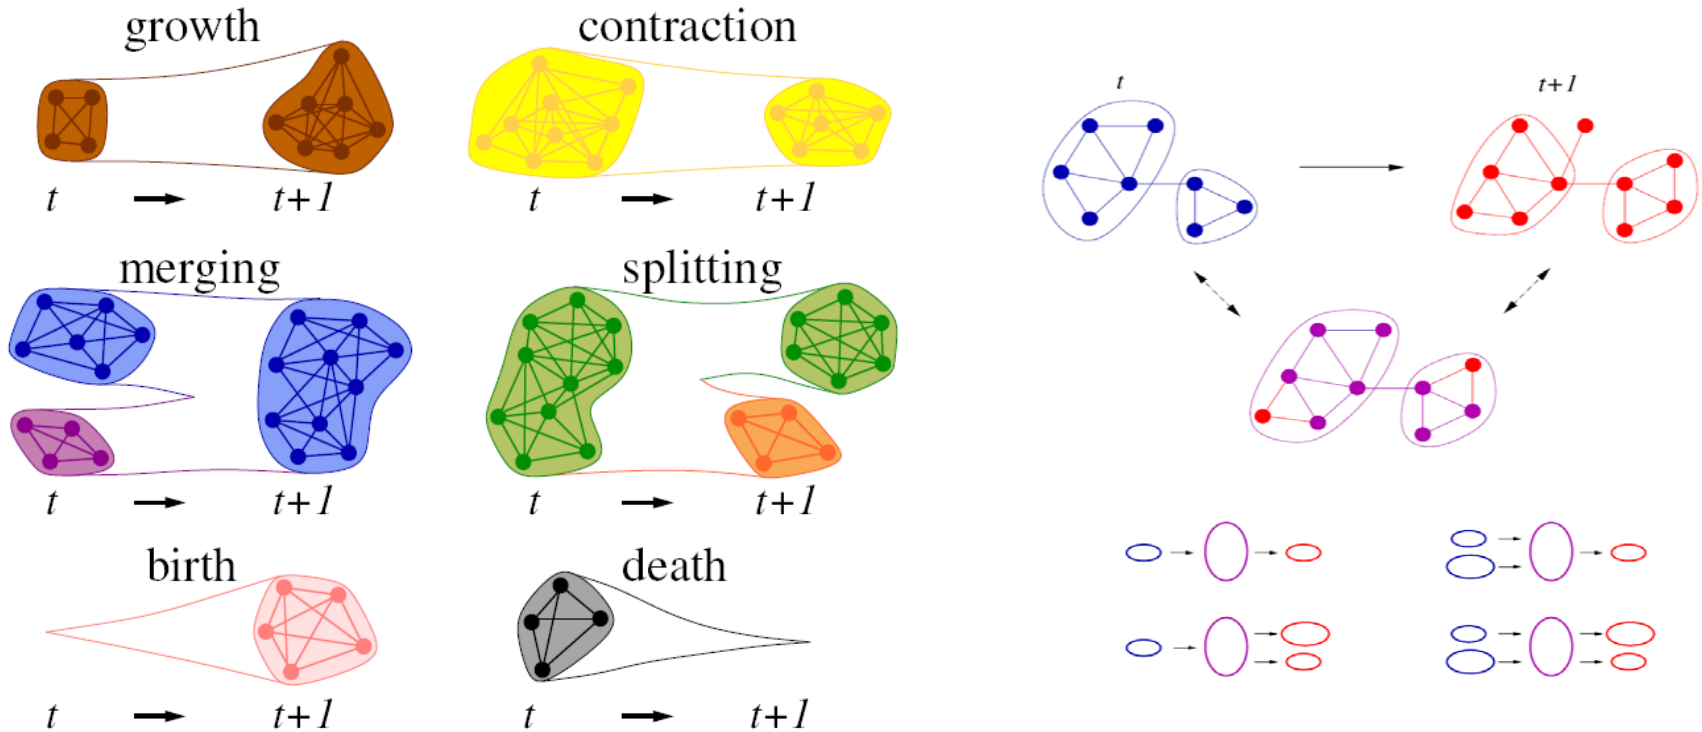 growth
t t+1
contraction
t t+1
merging
t t+1
splitting
t t+1
birth
t t+1
death
t t+1
t t+1